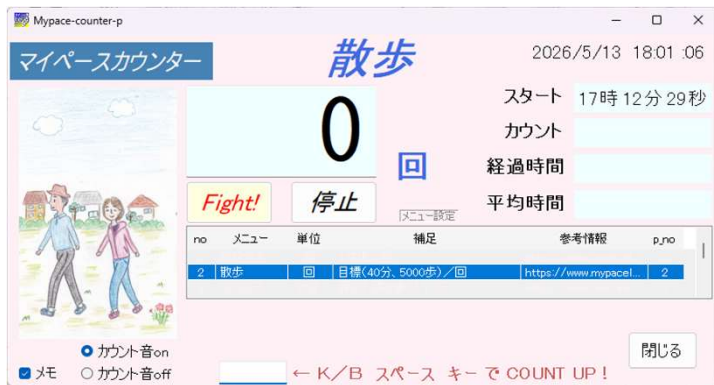 Mypace-counter-p
マイペースカウンター
散歩
2026/5/13 18:01 :06
スタート 17時12分29秒
0
カウント
回
経過時間
Fight!
停止
メニュー設定
平均時間
no メニュー 単位 補足 参考情報 p_no
2 散歩 回 目標(40分、5000歩)／回 https://www.mypacel... 2
カウント音on
閉じる
メモ
カウント音off
← K／B スペース キー で COUNT UP！